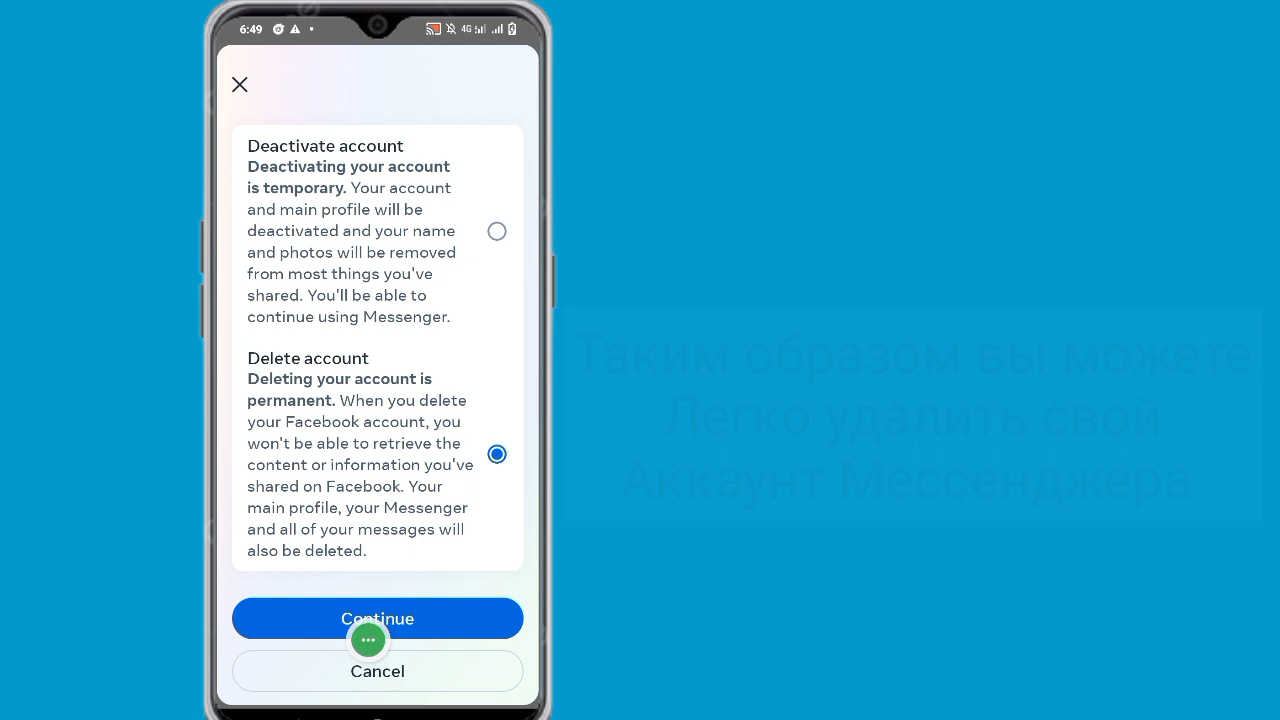 6:49
4G
Deactivate account
Deactivating your account
is temporary. Your account
and main profile will be
deactivated and your name
and photos will be removed
from most things you've
shared. You'll be able to
continue using Messenger.
Delete account
Deleting your account is
permanent. When you delete
your Facebook account, you
won't be able to retrieve the
content or information you've
shared on Facebook. Your
main profile, your Messenger
and all of your messages will
also be deleted.
Continue
Cancel
Таким образом вы можете
Легко удалить свой
Аккаунт Мессенджера.